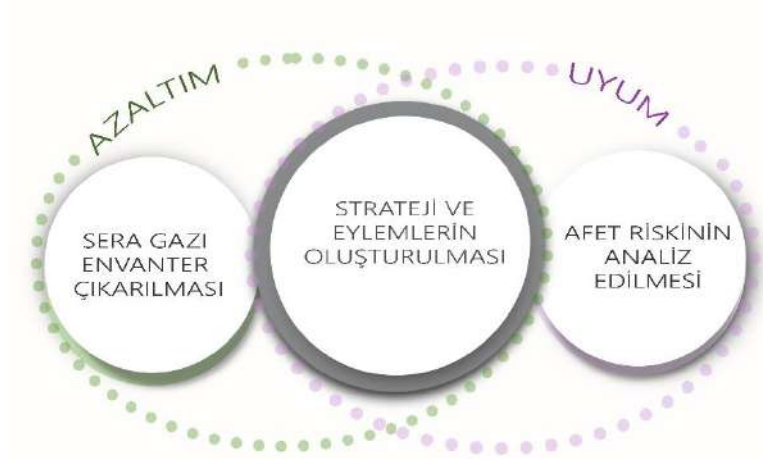 AZALTIM
UYUM
SERA GAZI
ENVANTER
ÇIKARILMASI
STRATEJİ VE
EYLEMLERİN
OLUŞTURULMASI
AFET RİSKİNİN
ANALİZ
EDİLMESİ